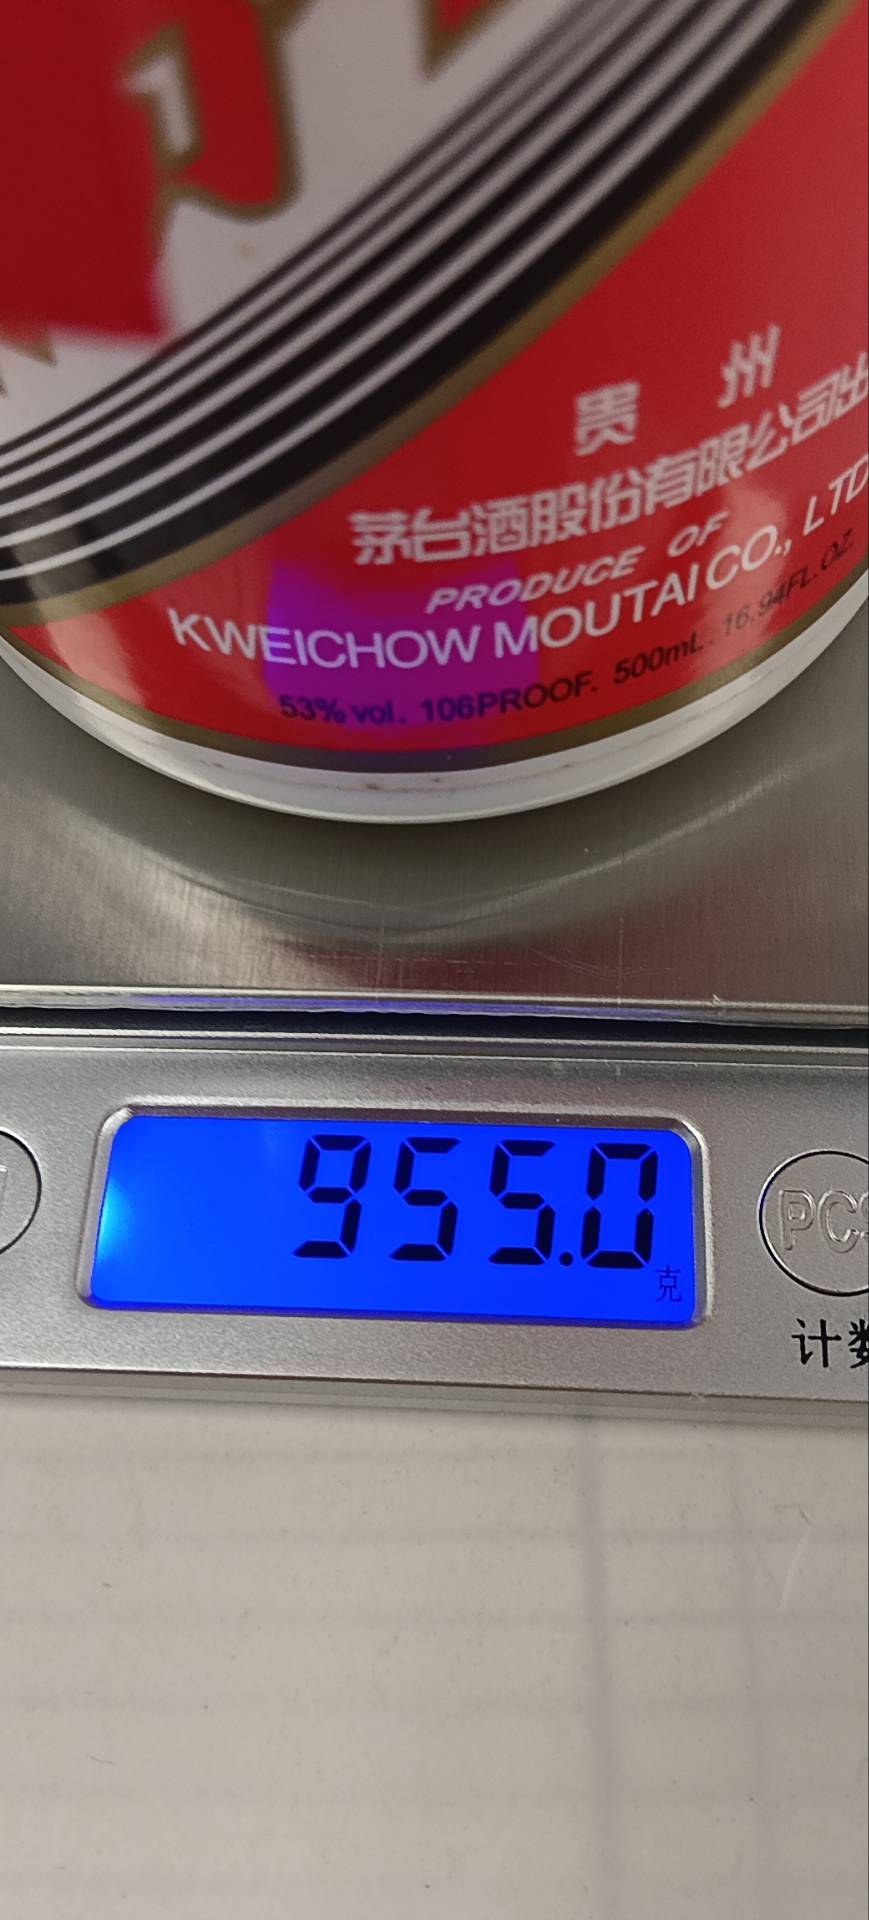 贵 州
茅台酒股份有限公司出
PRODUCE OF
KWEICHOW MOUTAI CO., LTD
53% vol. 106PROOF. 500mL. 16.94FL.OZ.
955.0
克
PCS
计数